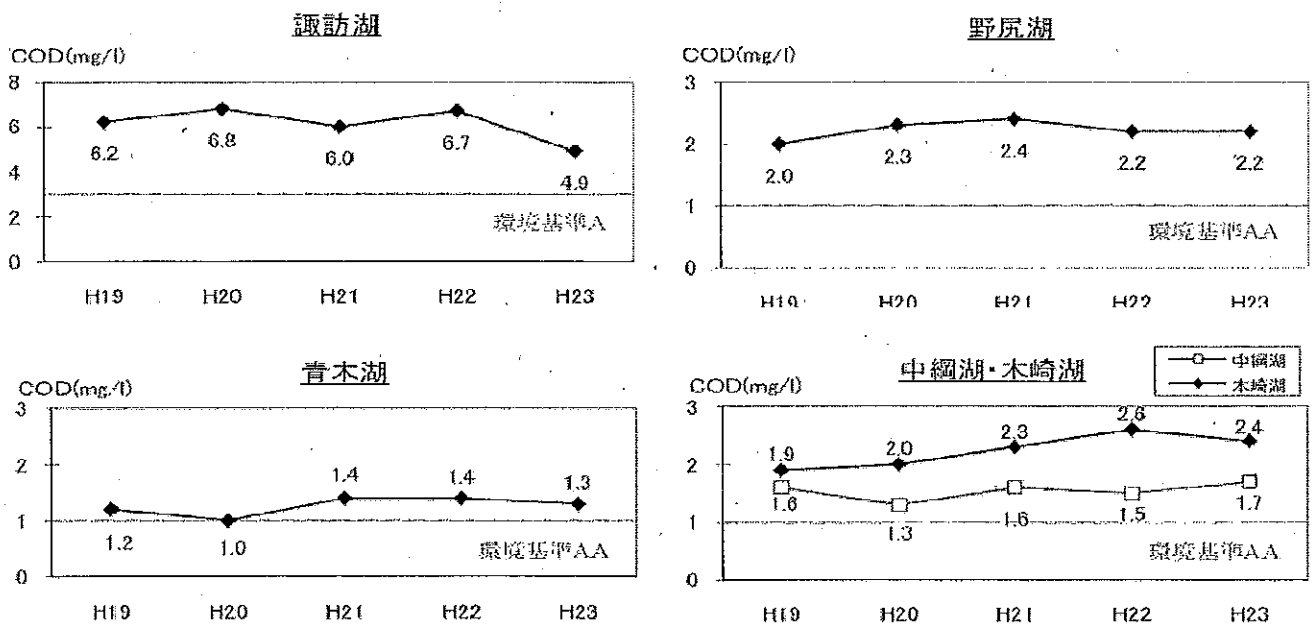 諏訪湖
COD(mg/l)
8
6
4
2
0
6.2
6.8
6.0
6.7
4.9
環境基準A
H19
H20
H21
H22
H23
野尻湖
COD(mg/l)
3
2
1
0
2.0
2.3
2.4
2.2
2.2
環境基準AA
H19
H20
H21
H22
H23
青木湖
COD(mg/l)
3
2
1
0
1.2
1.0
1.4
1.4
1.3
環境基準AA
H19
H20
H21
H22
H23
中綱湖・木崎湖
中綱湖
木崎湖
COD(mg/l)
3
2
1
0
1.9
2.0
2.3
2.6
2.4
1.6
1.3
1.6
1.5
1.7
環境基準AA
H19
H20
H21
H22
H23